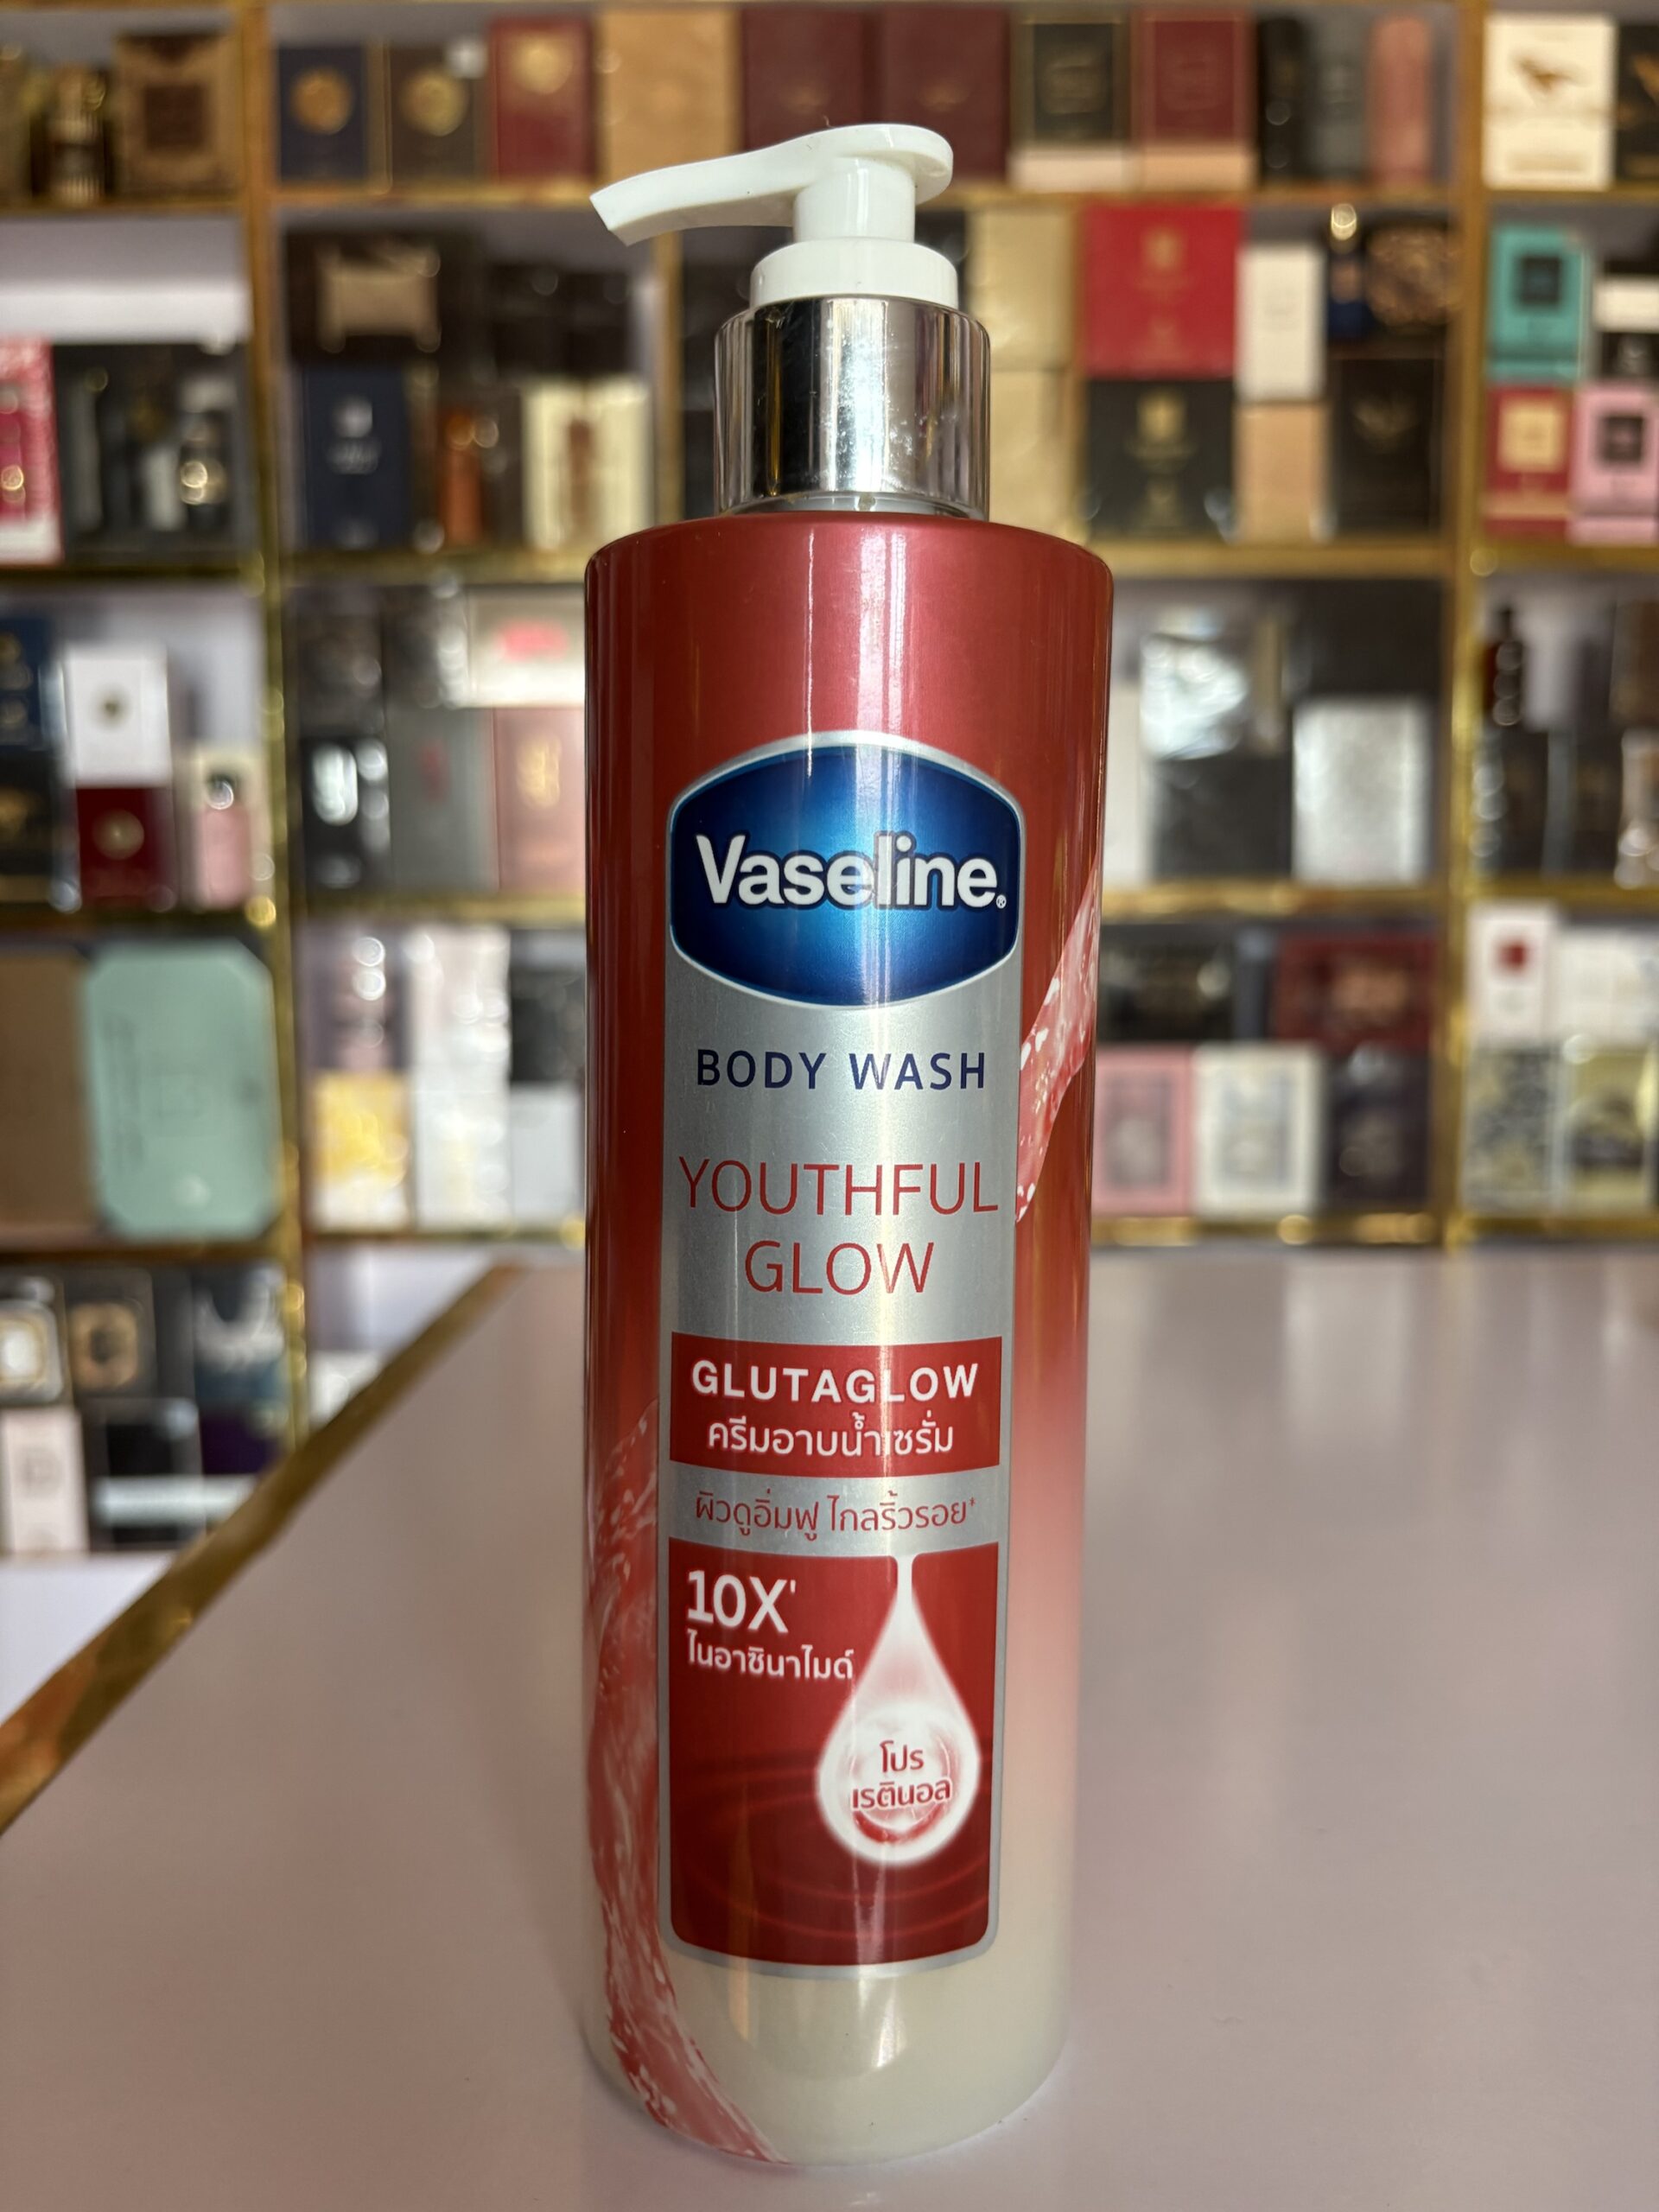 Vaseline®
BODY WASH
YOUTHFUL
GLOW
GLUTAGLOW
ครีมอาบน้ำเซรั่ม
ผิวดูอิ่มฟู ไกลริ้วรอย*
10X'
ไนอาซินาไมด์
โปร
เรตินอล